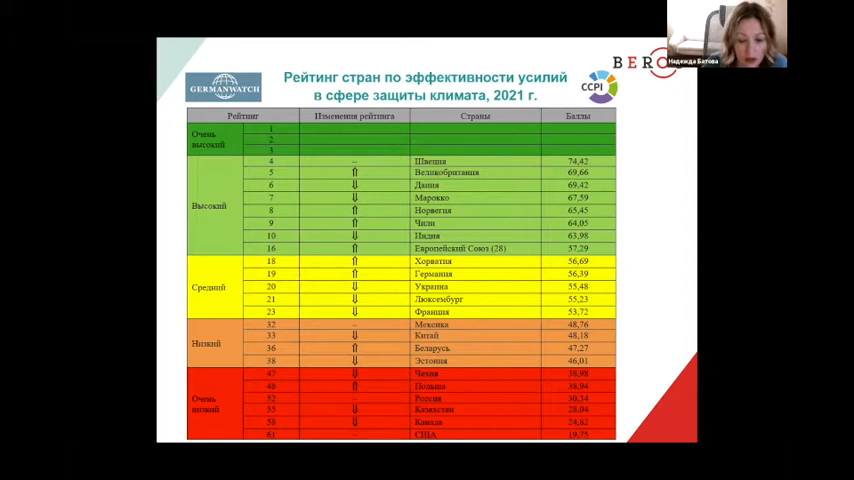 BERO
Надежда Батова
GERMANWATCH
Рейтинг стран по эффективности усилий
в сфере защиты климата, 2021 г.
CCPI
Рейтинг Изменения рейтинга Страны Баллы
Очень высокий
1
2
3
Высокий
4 – Швеция 74,42
5 ⇑ Великобритания 69,66
6 ⇓ Дания 69,42
7 ⇓ Марокко 67,59
8 ⇑ Норвегия 65,45
9 ⇑ Чили 64,05
10 ⇓ Индия 63,98
16 ⇑ Европейский Союз (28) 57,29
Средний
18 ⇑ Хорватия 56,69
19 ⇑ Германия 56,39
20 ⇓ Украина 55,48
21 ⇓ Люксембург 55,23
23 ⇓ Франция 53,72
Низкий
32 – Мексика 48,76
33 ⇓ Китай 48,18
36 ⇑ Беларусь 47,27
38 ⇓ Эстония 46,01
Очень низкий
47 ⇓ Чехия 38,98
48 ⇑ Польша 38,94
52 – Россия 30,34
55 ⇓ Казахстан 28,04
58 ⇓ Канада 24,82
61 – США 19,75